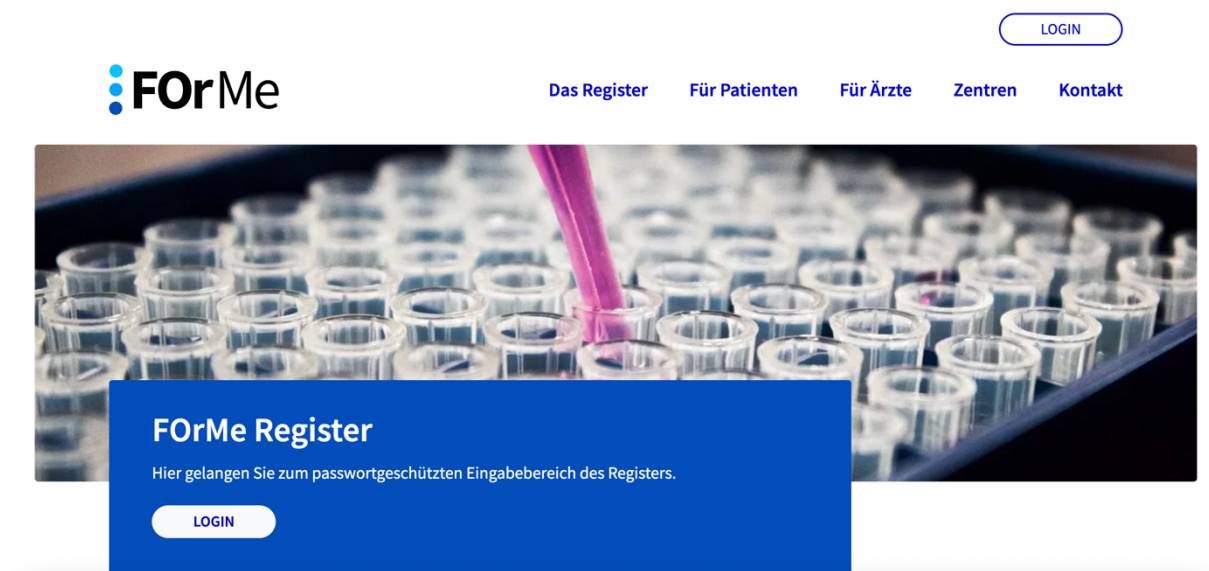 LOGIN
FOrMe
Das Register Für Patienten Für Ärzte Zentren Kontakt
FOrMe Register
Hier gelangen Sie zum passwortgeschützten Eingabebereich des Registers.
LOGIN